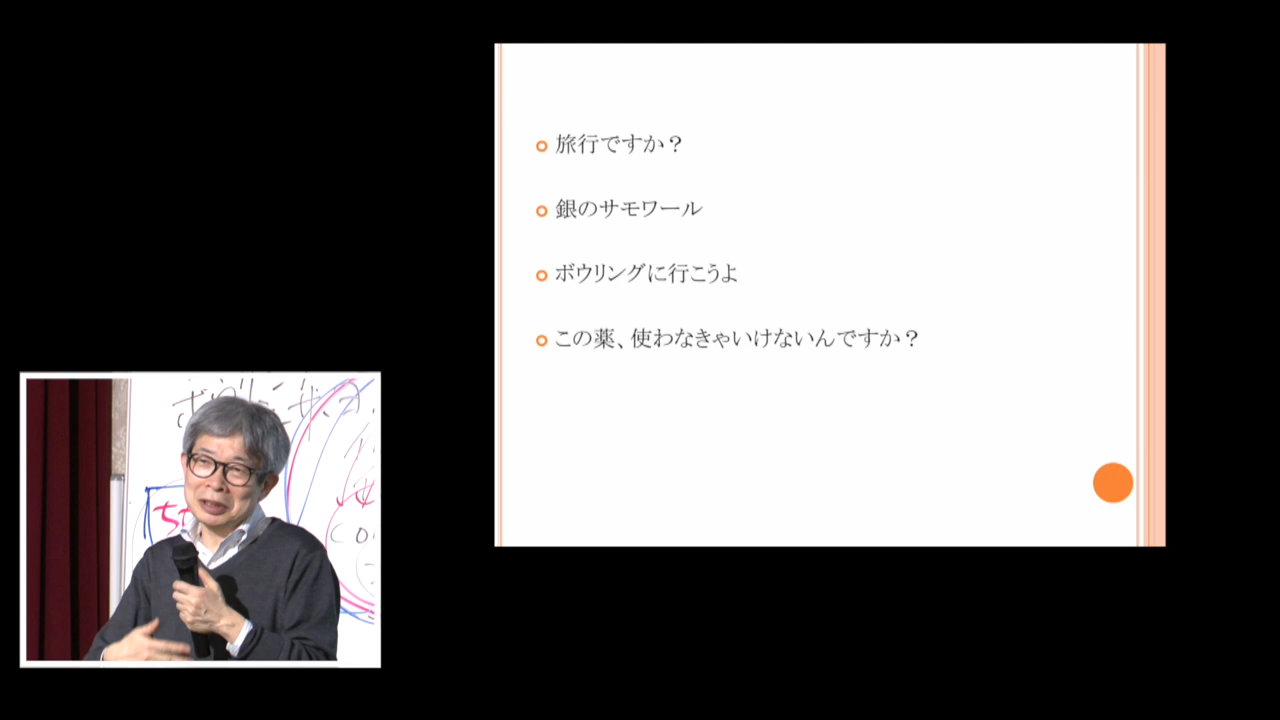 旅行ですか？
銀のサモワール
ボウリングに行こうよ
この薬、使わなきゃいけないんですか？